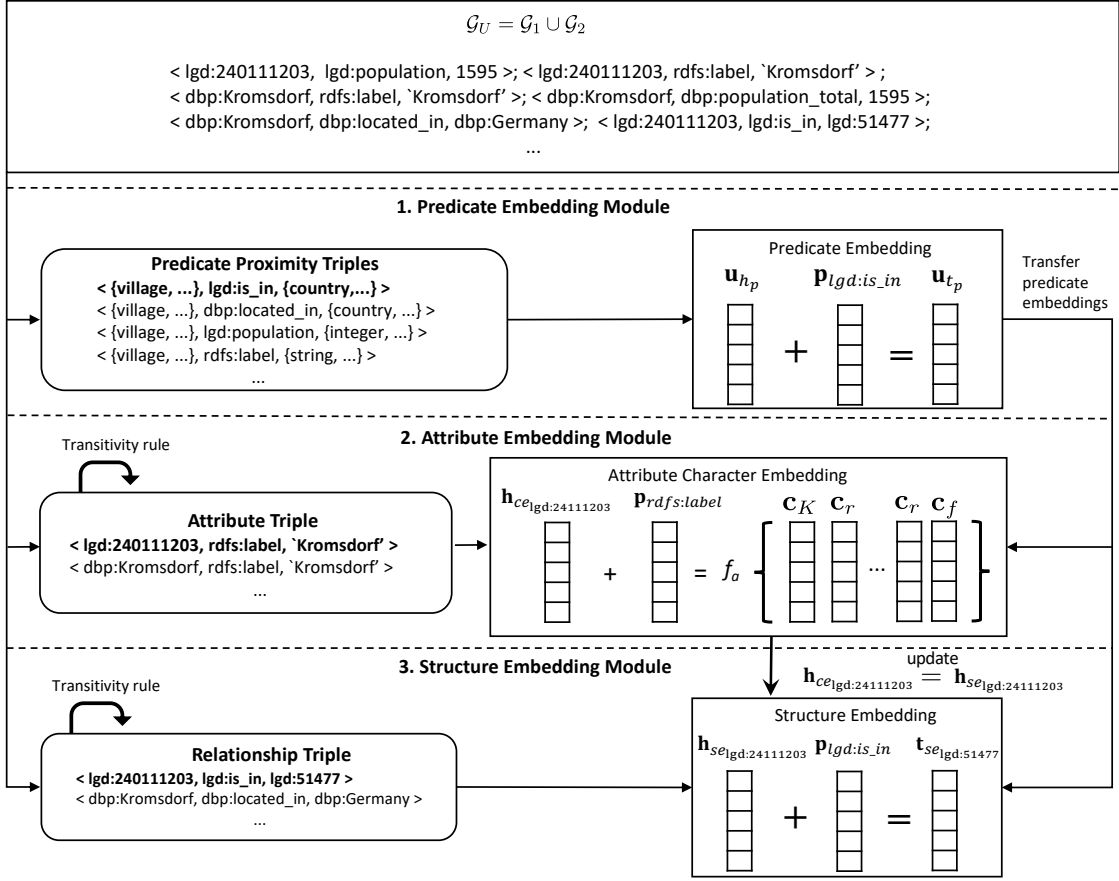 𝒢_U = 𝒢_1 ∪ 𝒢_2
< lgd:240111203, lgd:population, 1595 >; < lgd:240111203, rdfs:label, `Kromsdorf’ > ;
< dbp:Kromsdorf, rdfs:label, `Kromsdorf’ >; < dbp:Kromsdorf, dbp:population_total, 1595 >;
< dbp:Kromsdorf, dbp:located_in, dbp:Germany >; < lgd:240111203, lgd:is_in, lgd:51477 >;
...
1. Predicate Embedding Module
Predicate Proximity Triples
< {village, ...}, lgd:is_in, {country,...} >
< {village, ...}, dbp:located_in, {country, ...} >
< {village, ...}, lgd:population, {integer, ...} >
< {village, ...}, rdfs:label, {string, ...} >
...
Predicate Embedding
u_{h_p} p_{lgd:is_in} u_{t_p}
+ =
Transfer
predicate
embeddings
2. Attribute Embedding Module
Transitivity rule
Attribute Triple
< lgd:240111203, rdfs:label, `Kromsdorf’ >
< dbp:Kromsdorf, rdfs:label, `Kromsdorf’ >
...
Attribute Character Embedding
h_{ce_{lgd:24111203}} p_{rdfs:label} c_K c_r c_r c_f
+ = f_a { ... }
3. Structure Embedding Module
update
h_{ce_{lgd:24111203}} = h_{se_{lgd:24111203}}
Transitivity rule
Relationship Triple
< lgd:240111203, lgd:is_in, lgd:51477 >
< dbp:Kromsdorf, dbp:located_in, dbp:Germany >
...
Structure Embedding
h_{se_{lgd:24111203}} p_{lgd:is_in} t_{se_{lgd:51477}}
+ =